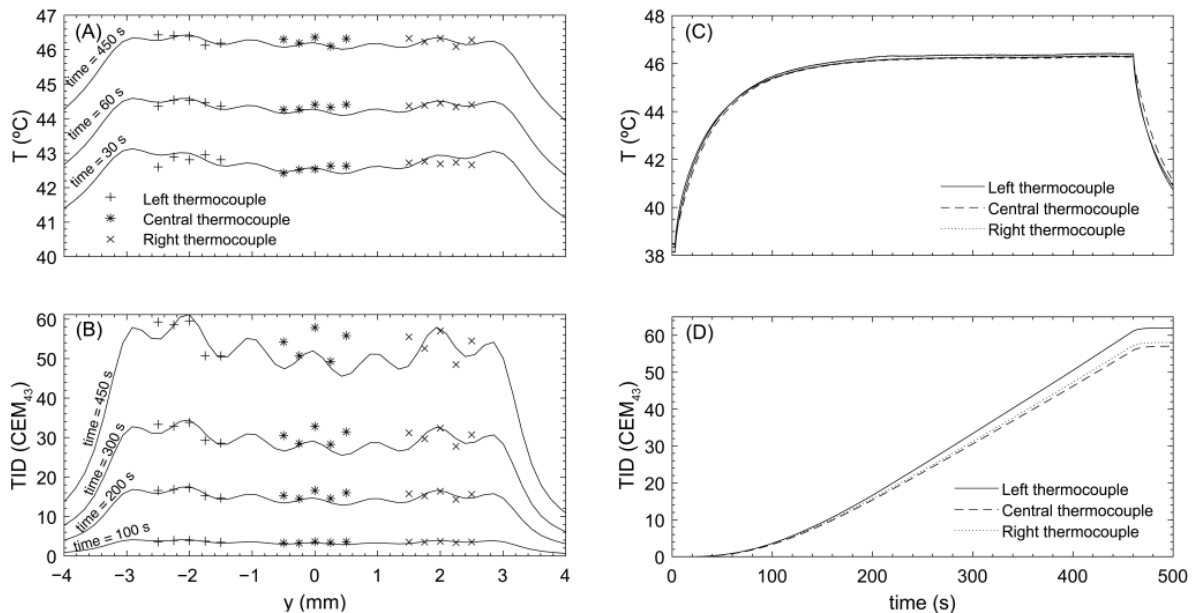 (A)
T (ºC)
47
46
45
44
43
42
41
40
time = 450 s
time = 60 s
time = 30 s
Left thermocouple
Central thermocouple
Right thermocouple
(B)
TID (CEM43)
60
50
40
30
20
10
0
time = 450 s
time = 300 s
time = 200 s
time = 100 s
−4 −3 −2 −1 0 1 2 3 4
y (mm)
(C)
T (ºC)
48
46
44
42
40
38
Left thermocouple
Central thermocouple
Right thermocouple
(D)
TID (CEM43)
60
50
40
30
20
10
0
Left thermocouple
Central thermocouple
Right thermocouple
0 100 200 300 400 500
time (s)